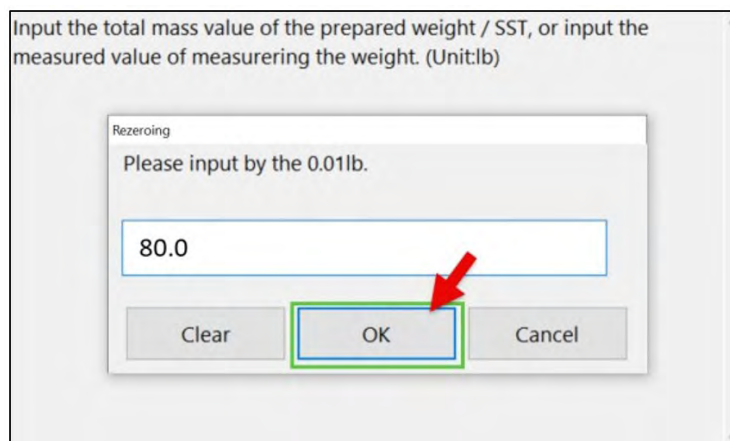 Input the total mass value of the prepared weight / SST, or input the
measured value of measurering the weight. (Unit:lb)
Rezeroing
Please input by the 0.01lb.
80.0
Clear OK Cancel